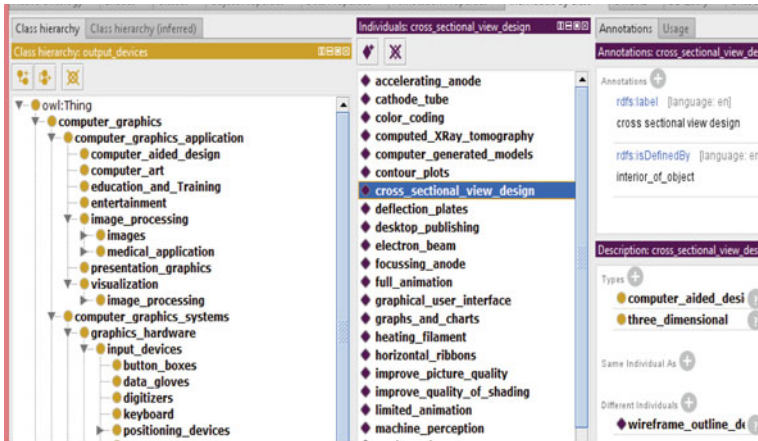 Class hierarchy
Class hierarchy (inferred)
Class hierarchy: output_devices
owl:Thing
computer_graphics
computer_graphics_application
computer_aided_design
computer_art
education_and_Training
entertainment
image_processing
images
medical_application
presentation_graphics
visualization
image_processing
computer_graphics_systems
graphics_hardware
input_devices
button_boxes
data_gloves
digitizers
keyboard
positioning_devices
Individuals: cross_sectional_view_design
accelerating_anode
cathode_tube
color_coding
computed_XRay_tomography
computer_generated_models
contour_plots
cross_sectional_view_design
deflection_plates
desktop_publishing
electron_beam
focussing_anode
full_animation
graphical_user_interface
graphs_and_charts
heating_filament
horizontal_ribbons
improve_picture_quality
improve_quality_of_shading
limited_animation
machine_perception
Annotations
Usage
Annotations: cross_sectional_view_de
Annotations
rdfs:label [language: en]
cross sectional view design
rdfs:isDefinedBy [language: en
interior_of_object
Description: cross_sectional_view_des
Types
computer_aided_desi
three_dimensional
Same Individual As
Different Individuals
wireframe_outline_de